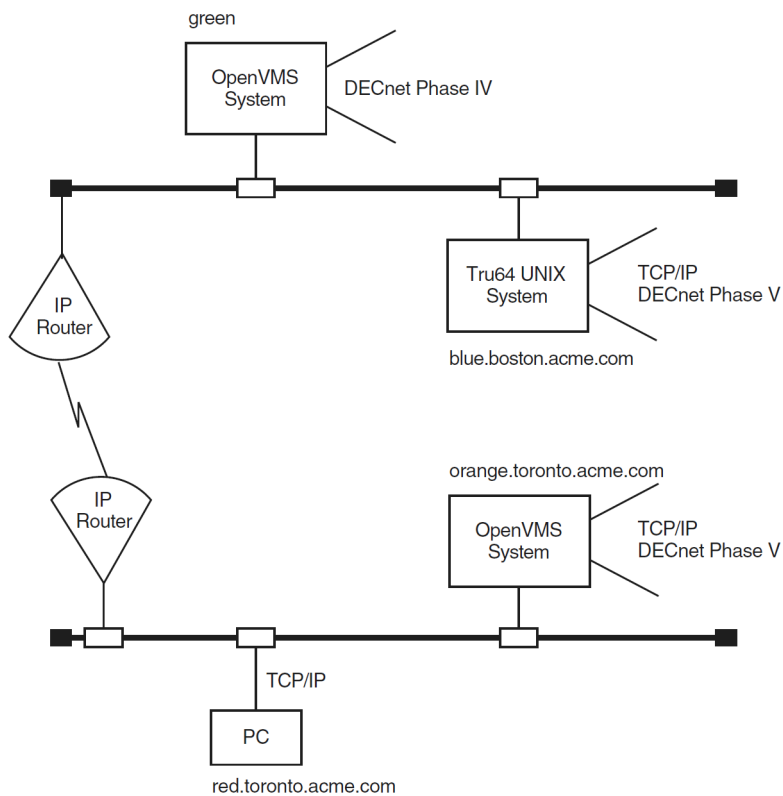 green
OpenVMS
System
DECnet Phase IV
IP
Router
Tru64 UNIX
System
TCP/IP
DECnet Phase V
blue.boston.acme.com
orange.toronto.acme.com
IP
Router
OpenVMS
System
TCP/IP
DECnet Phase V
TCP/IP
PC
red.toronto.acme.com